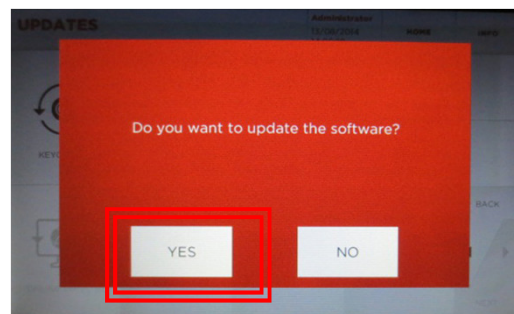 UPDATES
Administrator
HOME
INFO
Do you want to update the software?
BACK
YES
NO